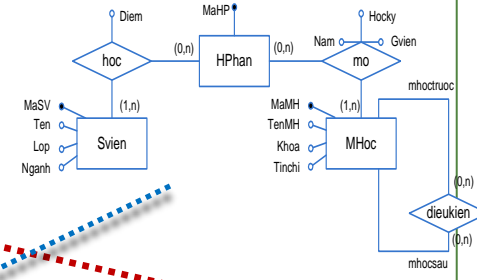 Diem
MaHP
Hocky
Nam
Gvien
hoc
(0,n)
HPhan
(0,n)
mo
mhoctruoc
MaSV
(1,n)
MaMH
(1,n)
Ten
TenMH
Lop
Svien
Khoa
MHoc
Nganh
Tinchi
(0,n)
dieukien
(0,n)
mhocsau